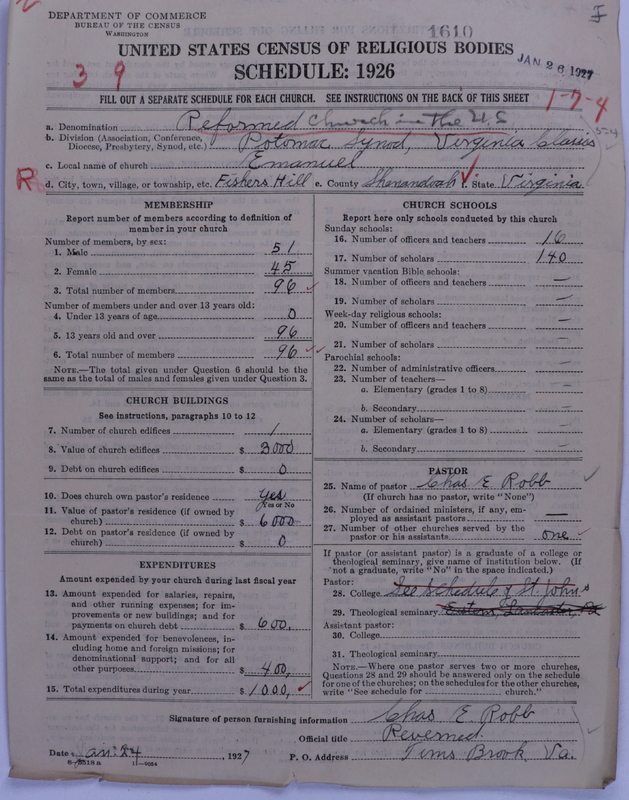 DEPARTMENT OF COMMERCE
BUREAU OF THE CENSUS
WASHINGTON
1610
I
UNITED STATES CENSUS OF RELIGIOUS BODIES
JAN 26 1927
SCHEDULE: 1926
3 9
FILL OUT A SEPARATE SCHEDULE FOR EACH CHURCH. SEE INSTRUCTIONS ON THE BACK OF THIS SHEET
1-7-4
a. Denomination Reformed Church in the U.S
b. Division (Association, Conference, Diocese, Presbytery, Synod, etc.) Potomac Synod, Virginia Classis
c. Local name of church Emanuel
R d. City, town, village, or township, etc. Fishers Hill e. County Shenandoah f. State Virginia
MEMBERSHIP
Report number of members according to definition of
member in your church
Number of members, by sex:
1. Male 51
2. Female 45
3. Total number of members 96
Number of members under and over 13 years old:
4. Under 13 years of age 0
5. 13 years old and over 96
6. Total number of members 96
NOTE.—The total given under Question 6 should be the
same as the total of males and females given under Question 3.
CHURCH BUILDINGS
See instructions, paragraphs 10 to 12
7. Number of church edifices 1
8. Value of church edifices $ 3000
9. Debt on church edifices $ 0
10. Does church own pastor's residence yes
Yes or No
11. Value of pastor's residence (if owned by
church) $ 6000
12. Debt on pastor's residence (if owned by
church) $ 0
EXPENDITURES
Amount expended by your church during last fiscal year
13. Amount expended for salaries, repairs,
and other running expenses; for im-
provements or new buildings; and for
payments on church debt $ 600,
14. Amount expended for benevolences, in-
cluding home and foreign missions; for
denominational support; and for all
other purposes $ 400,
15. Total expenditures during year $ 1000,
CHURCH SCHOOLS
Report here only schools conducted by this church
Sunday schools:
16. Number of officers and teachers 16
17. Number of scholars 140
Summer vacation Bible schools:
18. Number of officers and teachers —
19. Number of scholars —
Week-day religious schools:
20. Number of officers and teachers —
21. Number of scholars —
Parochial schools:
22. Number of administrative officers —
23. Number of teachers—
a. Elementary (grades 1 to 8) —
b. Secondary —
24. Number of scholars—
a. Elementary (grades 1 to 8) —
b. Secondary —
PASTOR
25. Name of pastor Chas E Robb
(If church has no pastor, write "None")
26. Number of ordained ministers, if any, em-
ployed as assistant pastors —
27. Number of other churches served by the
pastor or his assistants one
If pastor (or assistant pastor) is a graduate of a college or
theological seminary, give name of institution below. (If
not a graduate, write "No" in the space indicated.)
Pastor:
28. College See Schedule of St. John's
29. Theological seminary
Assistant pastor:
30. College
31. Theological seminary
NOTE.—Where one pastor serves two or more churches,
Questions 28 and 29 should be answered only on the schedule
for one of the churches; on the schedules for the other churches,
write "See schedule for church."
Signature of person furnishing information Chas E. Robb
Official title Reverned
Date Jan. 24, 1927 P. O. Address Toms Brook, Va.
8-5518 a 11—9084